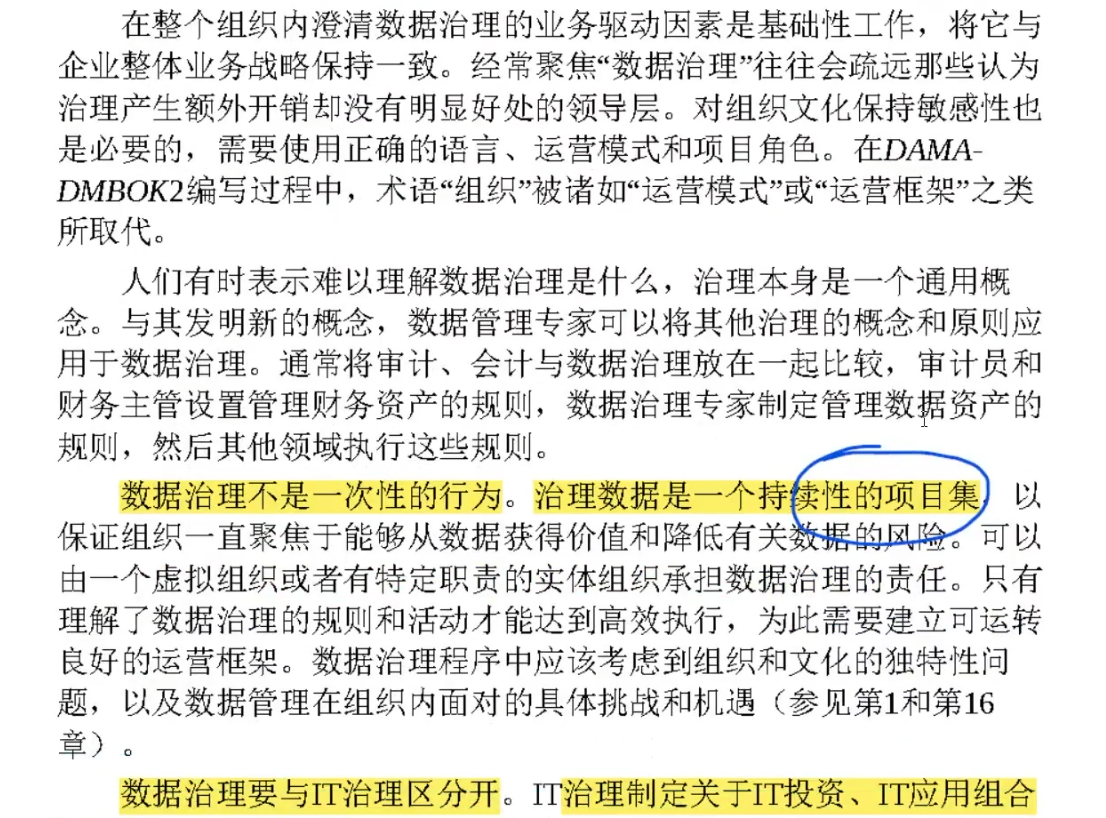 在整个组织内澄清数据治理的业务驱动因素是基础性工作，将它与
企业整体业务战略保持一致。经常聚焦“数据治理”往往会疏远那些认为
治理产生额外开销却没有明显好处的领导层。对组织文化保持敏感性也
是必要的，需要使用正确的语言、运营模式和项目角色。在DAMA-
DMBOK2编写过程中，术语“组织”被诸如“运营模式”或“运营框架”之类
所取代。
人们有时表示难以理解数据治理是什么，治理本身是一个通用概
念。与其发明新的概念，数据管理专家可以将其他治理的概念和原则应
用于数据治理。通常将审计、会计与数据治理放在一起比较，审计员和
财务主管设置管理财务资产的规则，数据治理专家制定管理数据资产的
规则，然后其他领域执行这些规则。
数据治理不是一次性的行为。治理数据是一个持续性的项目集，以
保证组织一直聚焦于能够从数据获得价值和降低有关数据的风险。可以
由一个虚拟组织或者有特定职责的实体组织承担数据治理的责任。只有
理解了数据治理的规则和活动才能达到高效执行，为此需要建立可运转
良好的运营框架。数据治理程序中应该考虑到组织和文化的独特性问
题，以及数据管理在组织内面对的具体挑战和机遇（参见第1和第16
章）。
数据治理要与IT治理区分开。IT治理制定关于IT投资、IT应用组合